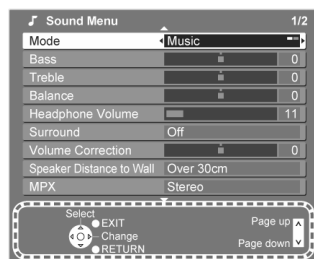 Sound Menu 1/2
Mode Music
Bass 0
Treble 0
Balance 0
Headphone Volume 11
Surround Off
Volume Correction 0
Speaker Distance to Wall Over 30cm
MPX Stereo
Select
EXIT
Change
RETURN
Page up
Page down